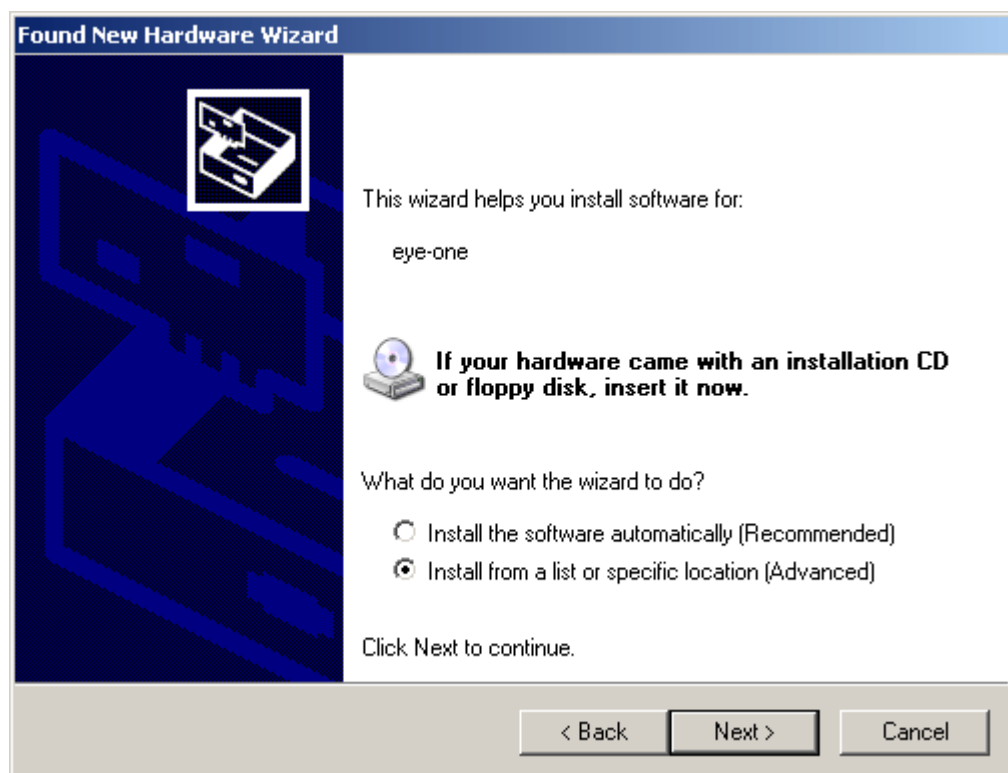 Found New Hardware Wizard
This wizard helps you install software for:
eye-one
If your hardware came with an installation CD
or floppy disk, insert it now.
What do you want the wizard to do?
Install the software automatically (Recommended)
Install from a list or specific location (Advanced)
Click Next to continue.
< Back
Next >
Cancel